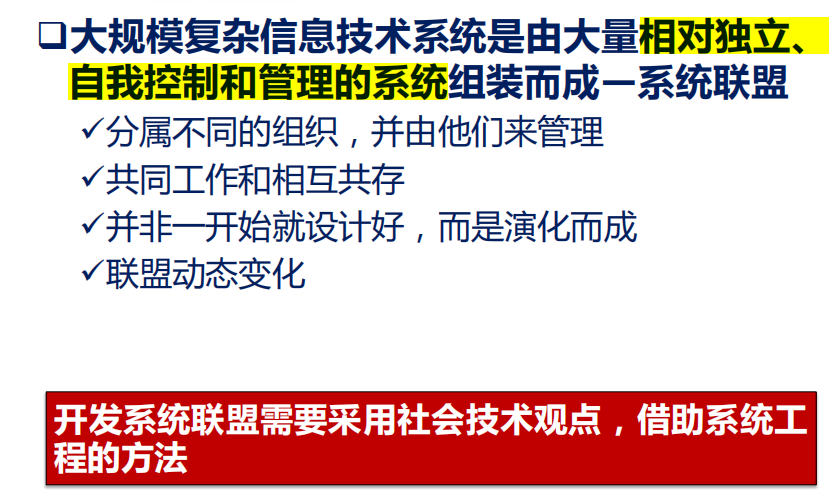 ❑大规模复杂信息技术系统是由大量相对独立、
自我控制和管理的系统组装而成—系统联盟
✓分属不同的组织，并由他们来管理
✓共同工作和相互共存
✓并非一开始就设计好，而是演化而成
✓联盟动态变化
开发系统联盟需要采用社会技术观点，借助系统工
程的方法